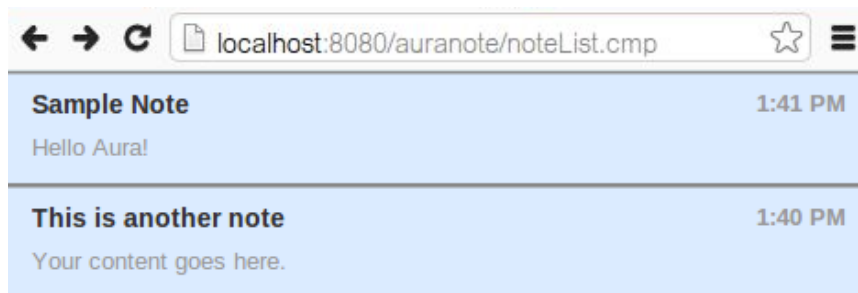 localhost:8080/auranote/noteList.cmp
Sample Note 1:41 PM
Hello Aura!
This is another note 1:40 PM
Your content goes here.